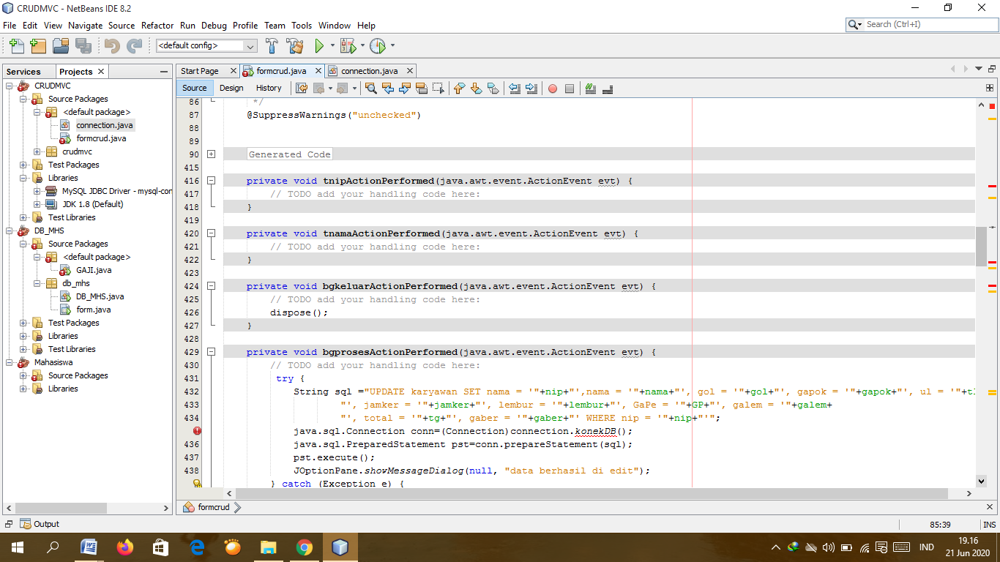 CRUDMVC - NetBeans IDE 8.2
File Edit View Navigate Source Refactor Run Debug Profile Team Tools Window Help
Search (Ctrl+I)
<default config>
Services Projects
CRUDMVC
Source Packages
<default package>
connection.java
formcrud.java
crudmvc
Test Packages
Libraries
MySQL JDBC Driver - mysql-con
JDK 1.8 (Default)
Test Libraries
DB_MHS
Source Packages
<default package>
GAJI.java
db_mhs
DB_MHS.java
form.java
Test Packages
Libraries
Test Libraries
Mahasiswa
Source Packages
Libraries
Start Page formcrud.java connection.java
Source Design History
86 */
87 @SuppressWarnings("unchecked")
88
89
90 Generated Code
415
416 private void tnipActionPerformed(java.awt.event.ActionEvent evt) {
417 // TODO add your handling code here:
418 }
419
420 private void tnamaActionPerformed(java.awt.event.ActionEvent evt) {
421 // TODO add your handling code here:
422 }
423
424 private void bgkeluarActionPerformed(java.awt.event.ActionEvent evt) {
425 // TODO add your handling code here:
426 dispose();
427 }
428
429 private void bgprosesActionPerformed(java.awt.event.ActionEvent evt) {
430 // TODO add your handling code here:
431 try {
432 String sql ="UPDATE karyawan SET nama = '"+nip+"',nama = '"+nama+"', gol = '"+gol+"', gapok = '"+gapok+"', ul = '"+tl
433 "', jamker = '"+jamker+"', lembur = '"+lembur+"', GaPe = '"+GP+"', galem = '"+galem+
434 "', total = '"+tg+"', gaber = '"+gaber+"' WHERE nip = '"+nip+"'";
java.sql.Connection conn=(Connection)connection.konekDB();
436 java.sql.PreparedStatement pst=conn.prepareStatement(sql);
437 pst.execute();
438 JOptionPane.showMessageDialog(null, "data berhasil di edit");
} catch (Exception e) {
formcrud
Output
85:39 INS
IND
19.16
21 Jun 2020